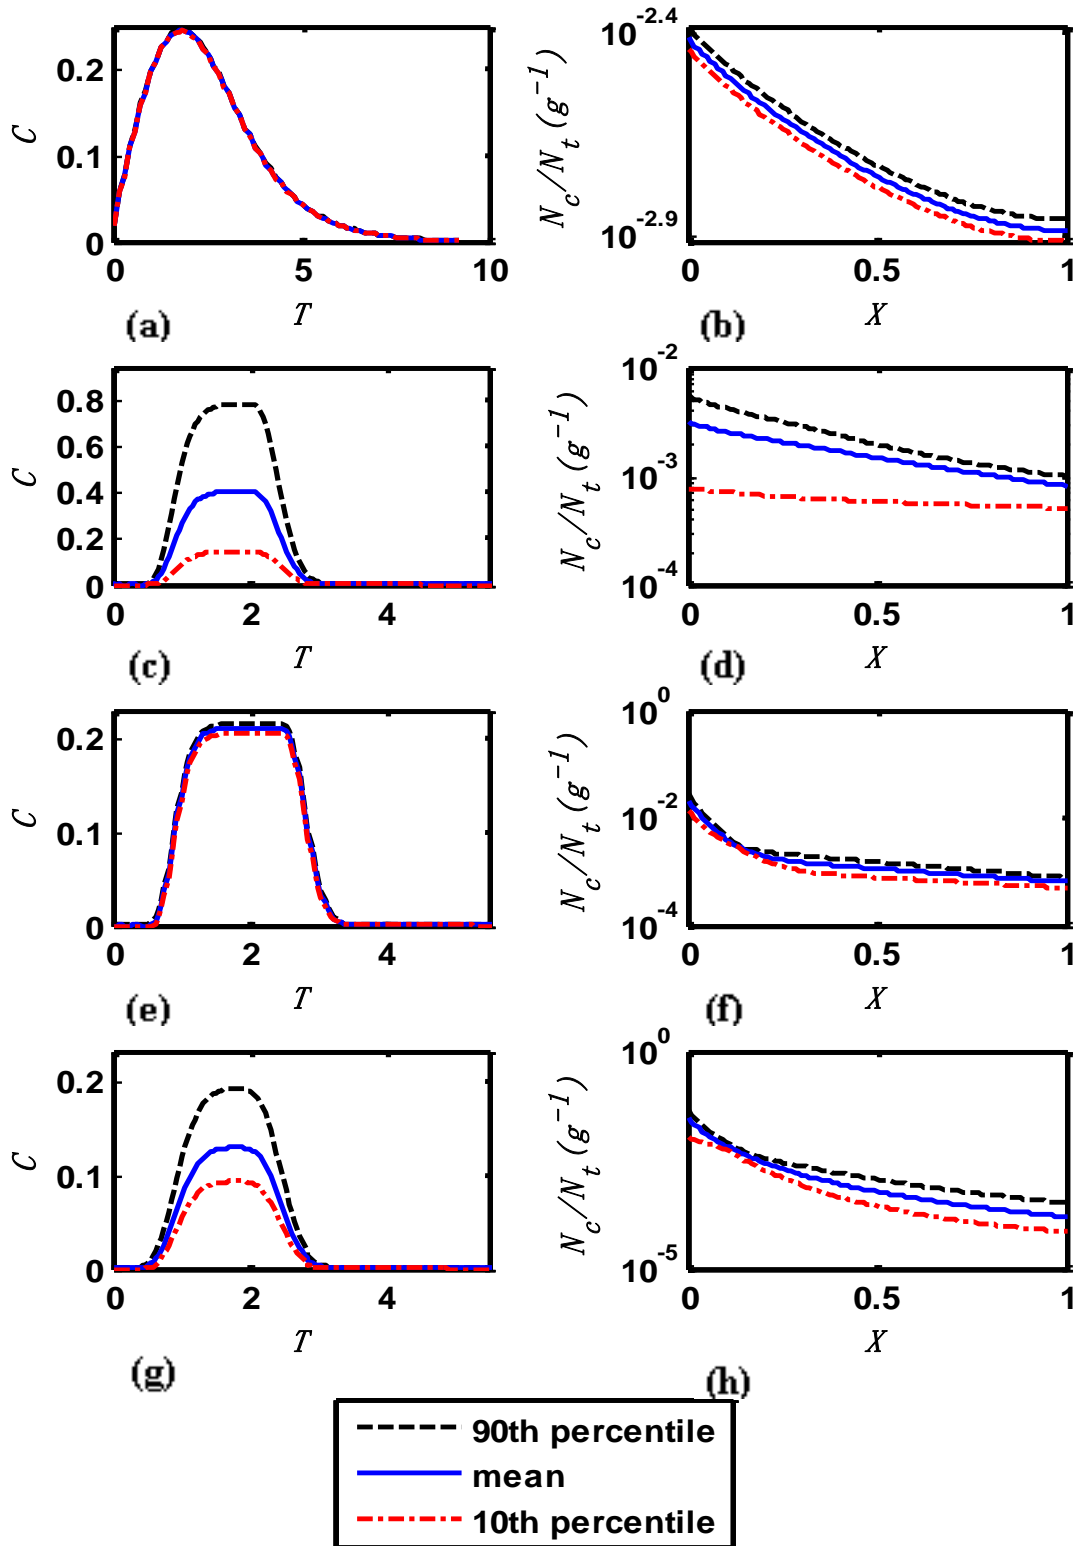 C
0.2
0.1
0
0
5
10
T
(a)
N_c/N_t (g^-1)
10^-2.4
10^-2.9
0
0.5
1
X
(b)
C
0.8
0.6
0.4
0.2
0
0
2
4
T
(c)
N_c/N_t (g^-1)
10^-2
10^-3
10^-4
0
0.5
1
X
(d)
C
0.2
0.1
0
0
2
4
T
(e)
N_c/N_t (g^-1)
10^0
10^-2
10^-4
0
0.5
1
X
(f)
C
0.2
0.1
0
0
2
4
T
(g)
N_c/N_t (g^-1)
10^0
10^-5
0
0.5
1
X
(h)
90th percentile
mean
10th percentile